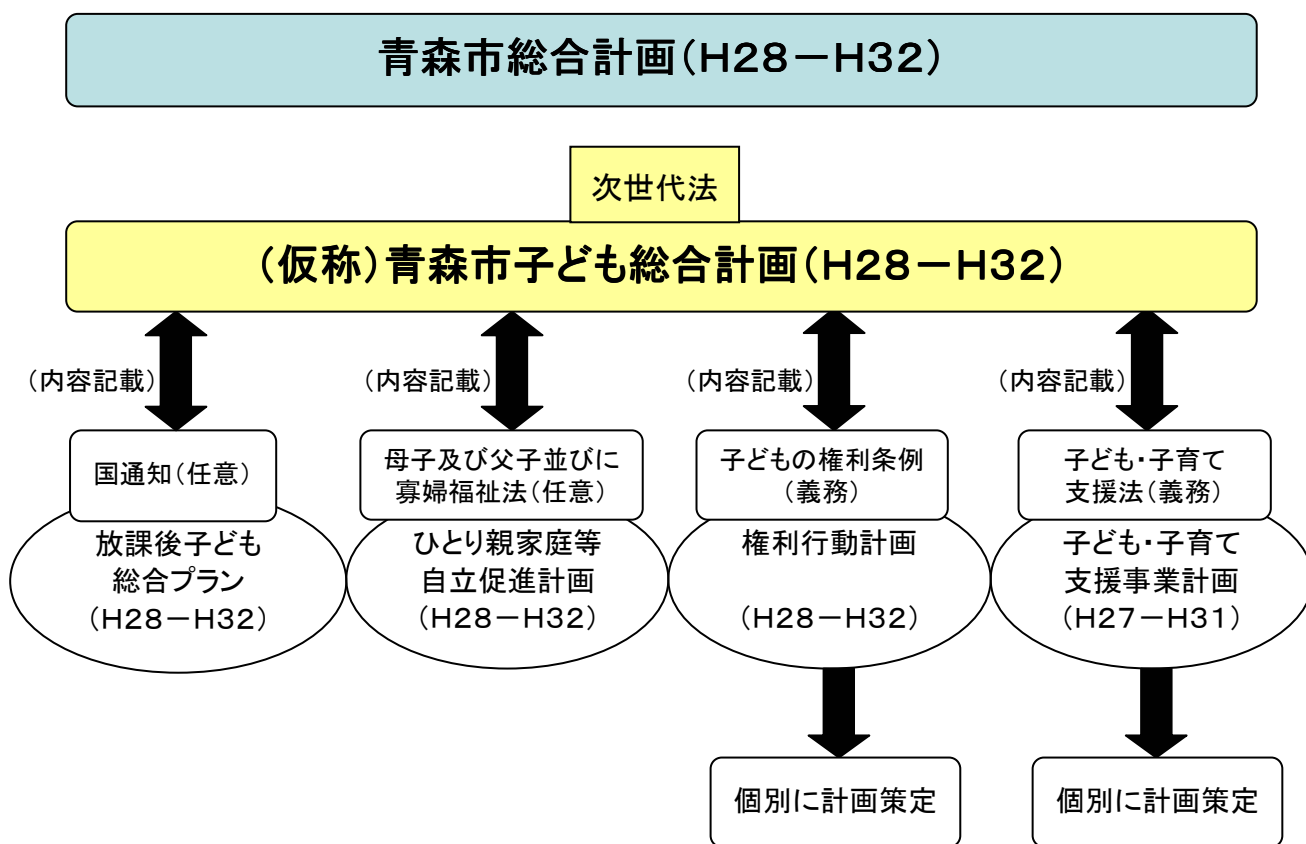 青森市総合計画(H28－H32)
次世代法
(仮称)青森市子ども総合計画(H28－H32)
(内容記載)
(内容記載)
(内容記載)
(内容記載)
国通知(任意)
放課後子ども
総合プラン
(H28－H32)
母子及び父子並びに
寡婦福祉法(任意)
ひとり親家庭等
自立促進計画
(H28－H32)
子どもの権利条例
(義務)
権利行動計画
(H28－H32)
子ども・子育て
支援法(義務)
子ども・子育て
支援事業計画
(H27－H31)
個別に計画策定
個別に計画策定